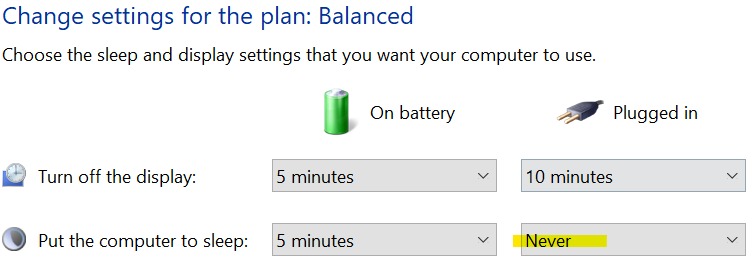 Change settings for the plan: Balanced
Choose the sleep and display settings that you want your computer to use.
On battery Plugged in
Turn off the display: 5 minutes 10 minutes
Put the computer to sleep: 5 minutes Never